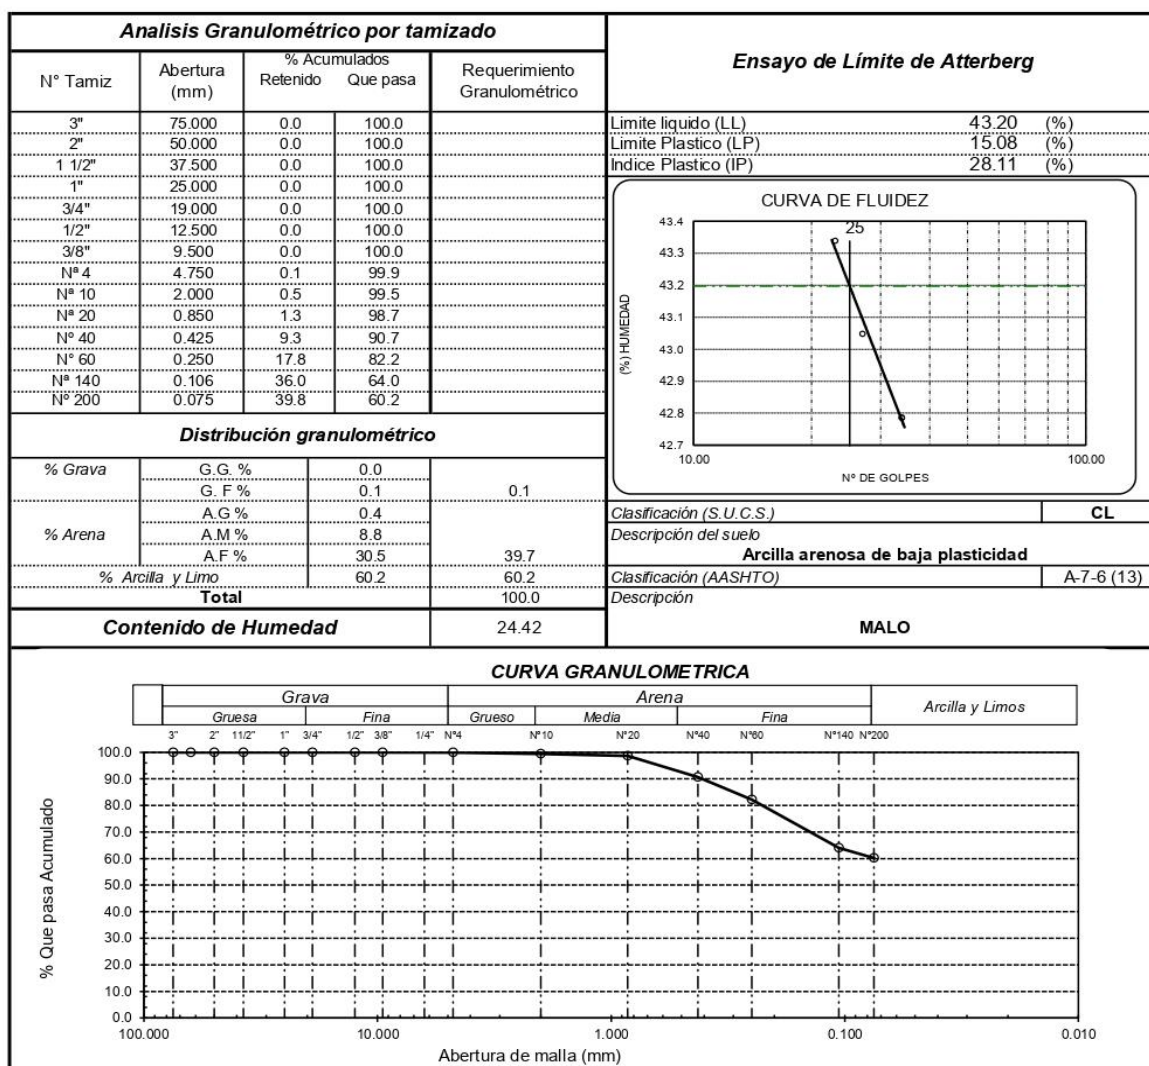 Analisis Granulométrico por tamizado
N° Tamiz Abertura (mm) % Acumulados Retenido Que pasa Requerimiento Granulométrico
3" 75.000 0.0 100.0
2" 50.000 0.0 100.0
1 1/2" 37.500 0.0 100.0
1" 25.000 0.0 100.0
3/4" 19.000 0.0 100.0
1/2" 12.500 0.0 100.0
3/8" 9.500 0.0 100.0
Nª 4 4.750 0.1 99.9
Nª 10 2.000 0.5 99.5
Nª 20 0.850 1.3 98.7
Nº 40 0.425 9.3 90.7
N° 60 0.250 17.8 82.2
Nª 140 0.106 36.0 64.0
Nº 200 0.075 39.8 60.2
Distribución granulométrico
% Grava G.G. % 0.0
G. F % 0.1 0.1
A.G % 0.4
% Arena A.M % 8.8
A.F % 30.5 39.7
% Arcilla y Limo 60.2 60.2
Total 100.0
Contenido de Humedad 24.42
Ensayo de Límite de Atterberg
Limite liquido (LL) 43.20 (%)
Limite Plastico (LP) 15.08 (%)
Indice Plastico (IP) 28.11 (%)
CURVA DE FLUIDEZ
25
43.4
43.3
43.2
43.1
43.0
42.9
42.8
42.7
(%) HUMEDAD
10.00 100.00
Nº DE GOLPES
Clasificación (S.U.C.S.) CL
Descripción del suelo
Arcilla arenosa de baja plasticidad
Clasificación (AASHTO) A-7-6 (13)
Descripción
MALO
CURVA GRANULOMETRICA
Grava Arena Arcilla y Limos
Gruesa Fina Grueso Media Fina
3" 2" 11/2" 1" 3/4" 1/2" 3/8" 1/4" N°4 N°10 N°20 N°40 N°60 N°140 N°200
100.0
90.0
80.0
70.0
60.0
50.0
40.0
30.0
20.0
10.0
0.0
% Que pasa Acumulado
100.000 10.000 1.000 0.100 0.010
Abertura de malla (mm)